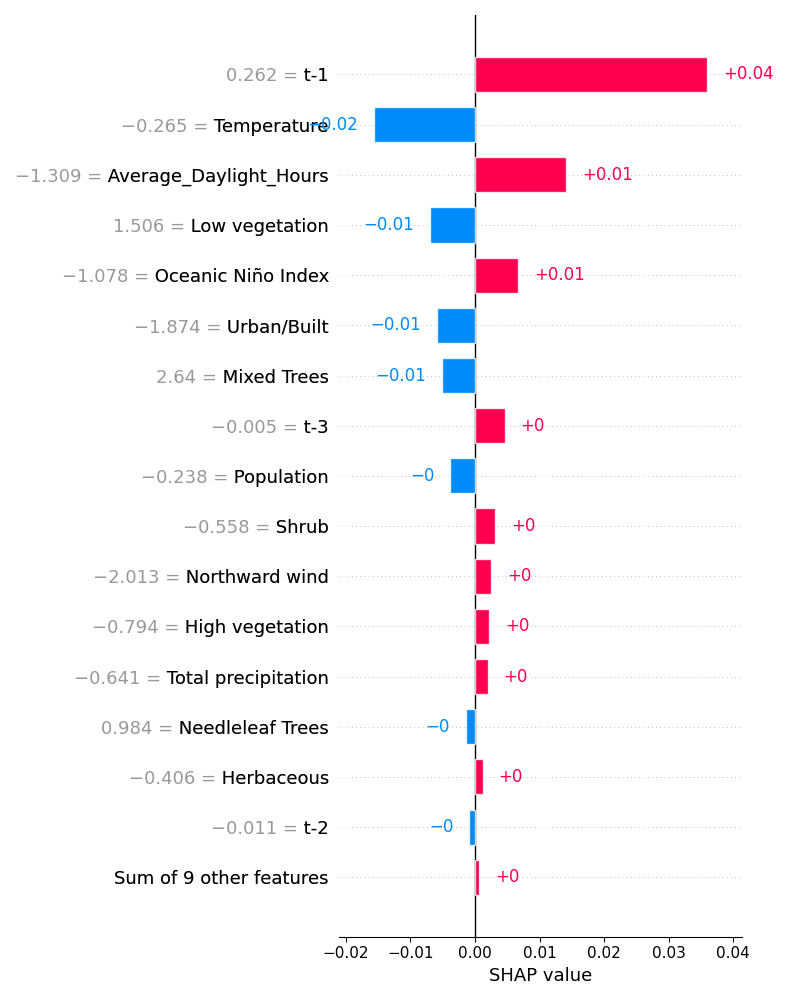 0.262 = t-1 +0.04
−0.265 = Temperature −0.02
−1.309 = Average_Daylight_Hours +0.01
1.506 = Low vegetation −0.01
−1.078 = Oceanic Niño Index +0.01
−1.874 = Urban/Built −0.01
2.64 = Mixed Trees −0.01
−0.005 = t-3 +0
−0.238 = Population −0
−0.558 = Shrub +0
−2.013 = Northward wind +0
−0.794 = High vegetation +0
−0.641 = Total precipitation +0
0.984 = Needleleaf Trees −0
−0.406 = Herbaceous +0
−0.011 = t-2 −0
Sum of 9 other features +0
−0.02 −0.01 0.00 0.01 0.02 0.03 0.04
SHAP value